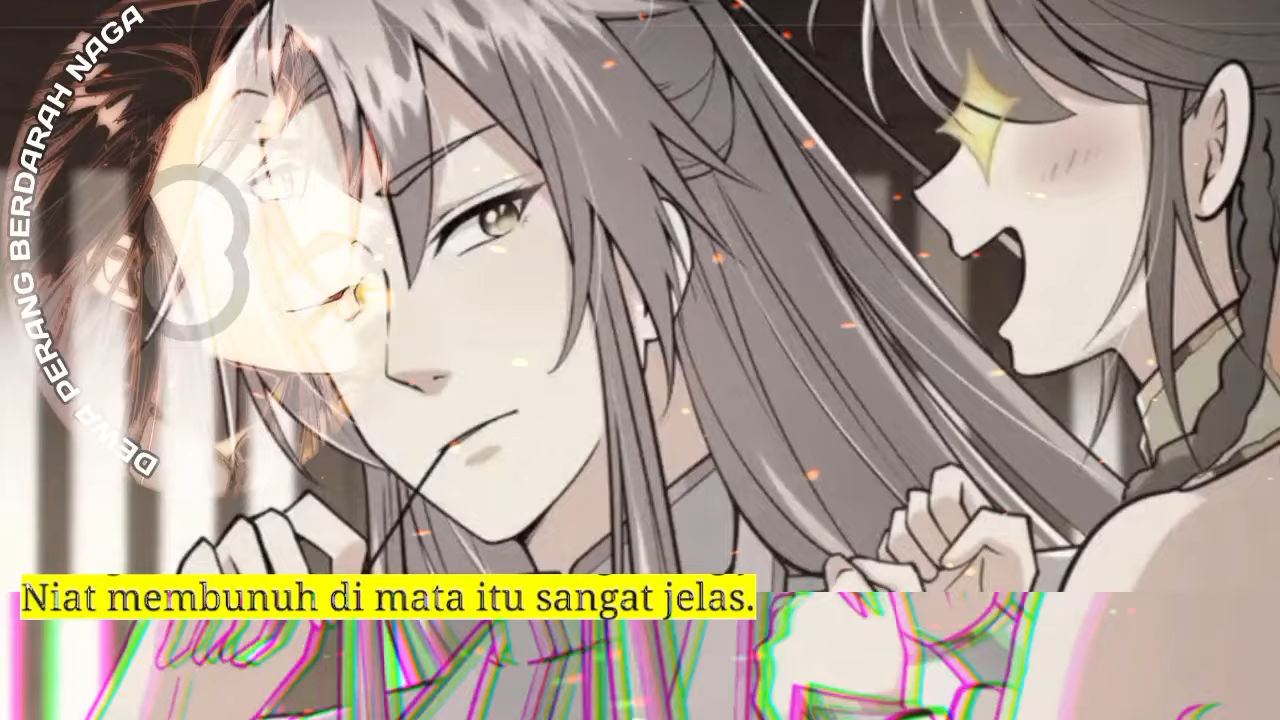 DEWA PERANG BERDARAH NAGA
Niat membunuh di mata itu sangat jelas.